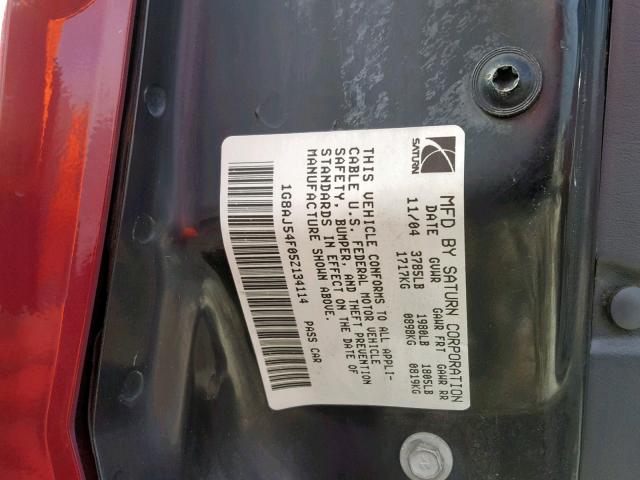 SATURN
MFD BY SATURN CORPORATION
DATE GVWR GAWR FRT GAWR RR
11/04 3785LB 1980LB 1805LB
1717KG 0898KG 0819KG
THIS VEHICLE CONFORMS TO ALL APPLI-
CABLE U.S. FEDERAL MOTOR VEHICLE
SAFETY, BUMPER, AND THEFT PREVENTION
STANDARDS IN EFFECT ON THE DATE OF
MANUFACTURE SHOWN ABOVE.
1G8AJ54F05Z134114 PASS CAR